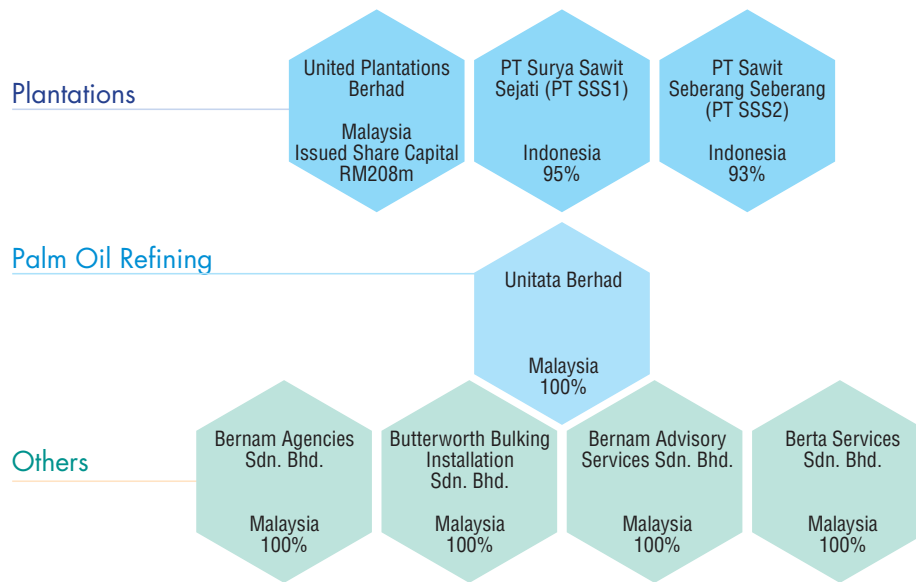 Plantations
United Plantations
Berhad
Malaysia
Issued Share Capital
RM208m
PT Surya Sawit
Sejati (PT SSS1)
Indonesia
95%
PT Sawit
Seberang Seberang
(PT SSS2)
Indonesia
93%
Palm Oil Refining
Unitata Berhad
Malaysia
100%
Others
Bernam Agencies
Sdn. Bhd.
Malaysia
100%
Butterworth Bulking
Installation
Sdn. Bhd.
Malaysia
100%
Bernam Advisory
Services Sdn. Bhd.
Malaysia
100%
Berta Services
Sdn. Bhd.
Malaysia
100%